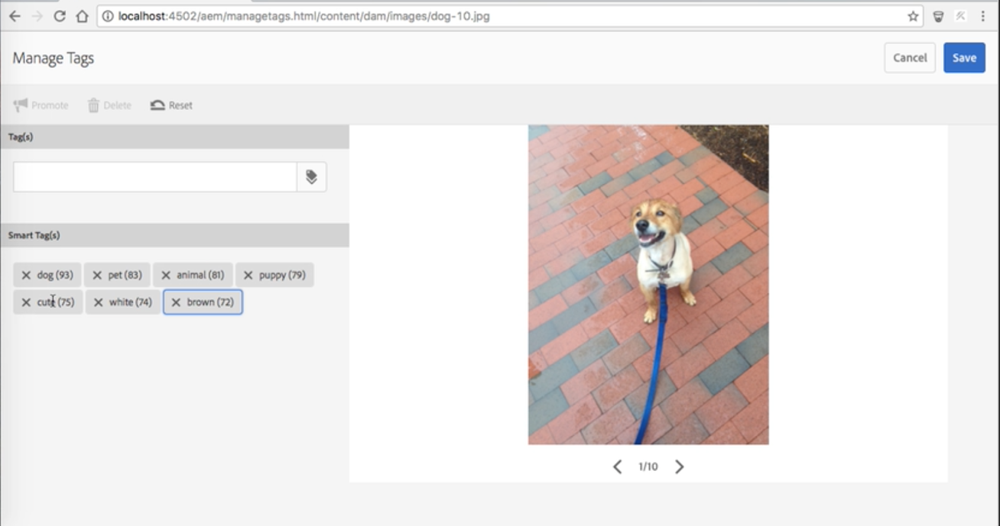 localhost:4502/aem/managetags.html/content/dam/images/dog-10.jpg
Manage Tags
Cancel Save
Promote Delete Reset
Tag(s)
Smart Tag(s)
dog (93) pet (83) animal (81) puppy (79)
cute (75) white (74) brown (72)
1/10